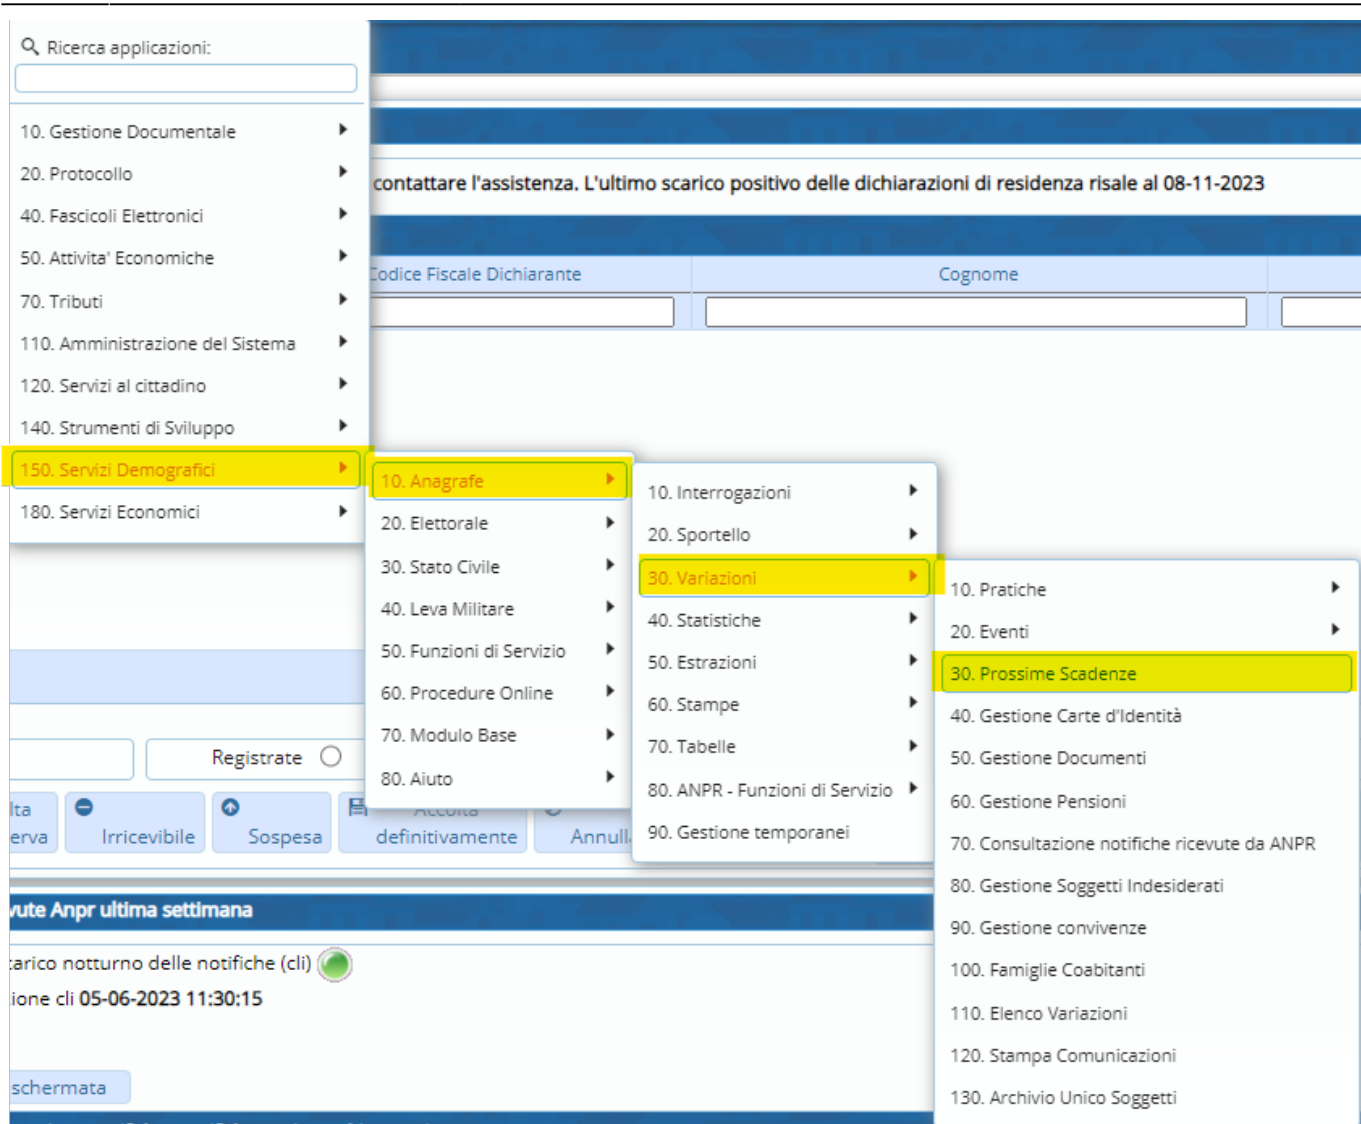 Ricerca applicazioni:
10. Gestione Documentale
20. Protocollo
40. Fascicoli Elettronici
50. Attivita' Economiche
70. Tributi
110. Amministrazione del Sistema
120. Servizi al cittadino
140. Strumenti di Sviluppo
150. Servizi Demografici
180. Servizi Economici
contattare l'assistenza. L'ultimo scarico positivo delle dichiarazioni di residenza risale al 08-11-2023
Codice Fiscale Dichiarante
Cognome
10. Anagrafe
20. Elettorale
30. Stato Civile
40. Leva Militare
50. Funzioni di Servizio
60. Procedure Online
70. Modulo Base
80. Aiuto
10. Interrogazioni
20. Sportello
30. Variazioni
40. Statistiche
50. Estrazioni
60. Stampe
70. Tabelle
80. ANPR - Funzioni di Servizio
90. Gestione temporanei
10. Pratiche
20. Eventi
30. Prossime Scadenze
40. Gestione Carte d'Identità
50. Gestione Documenti
60. Gestione Pensioni
70. Consultazione notifiche ricevute da ANPR
80. Gestione Soggetti Indesiderati
90. Gestione convivenze
100. Famiglie Coabitanti
110. Elenco Variazioni
120. Stampa Comunicazioni
130. Archivio Unico Soggetti
Registrate
lta
erva
Irricevibile
Sospesa
Accolta
definitivamente
Annull
vute Anpr ultima settimana
carico notturno delle notifiche (cli)
ione cli 05-06-2023 11:30:15
schermata